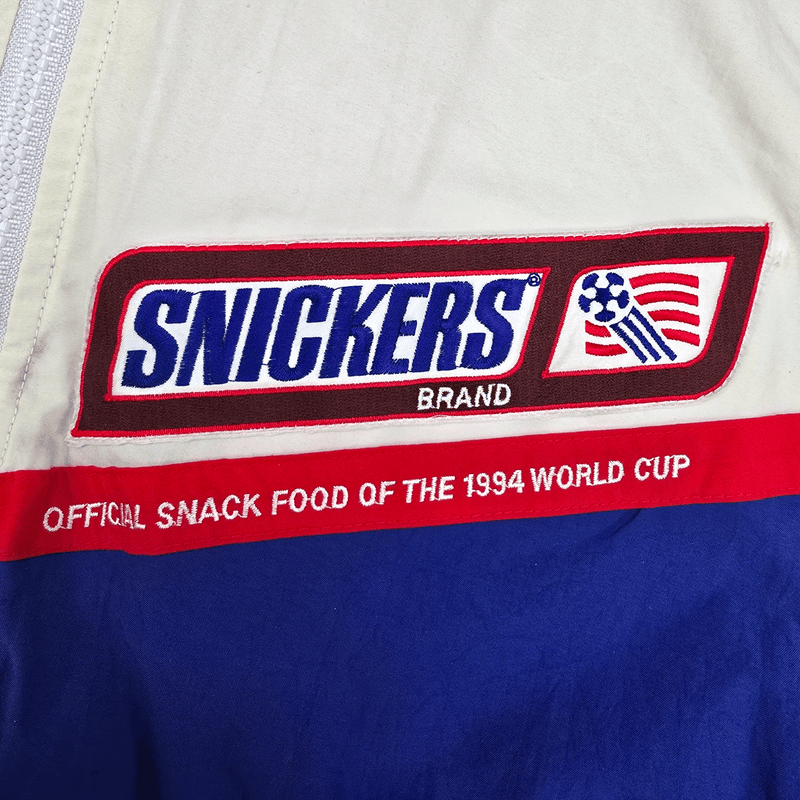 SNICKERS®
BRAND
OFFICIAL SNACK FOOD OF THE 1994 WORLD CUP